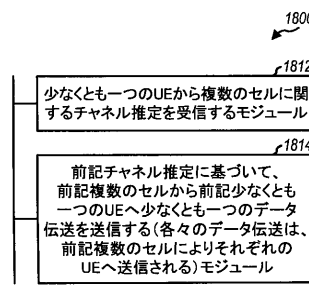 1800
1812
少なくとも一つのUEから複数のセルに関
するチャネル推定を受信するモジュール
1814
前記チャネル推定に基づいて、
前記複数のセルから前記少なくとも
一つのUEへ少なくとも一つのデータ
伝送を送信する(各々のデータ伝送は、
前記複数のセルによりそれぞれの
UEへ送信される)モジュール